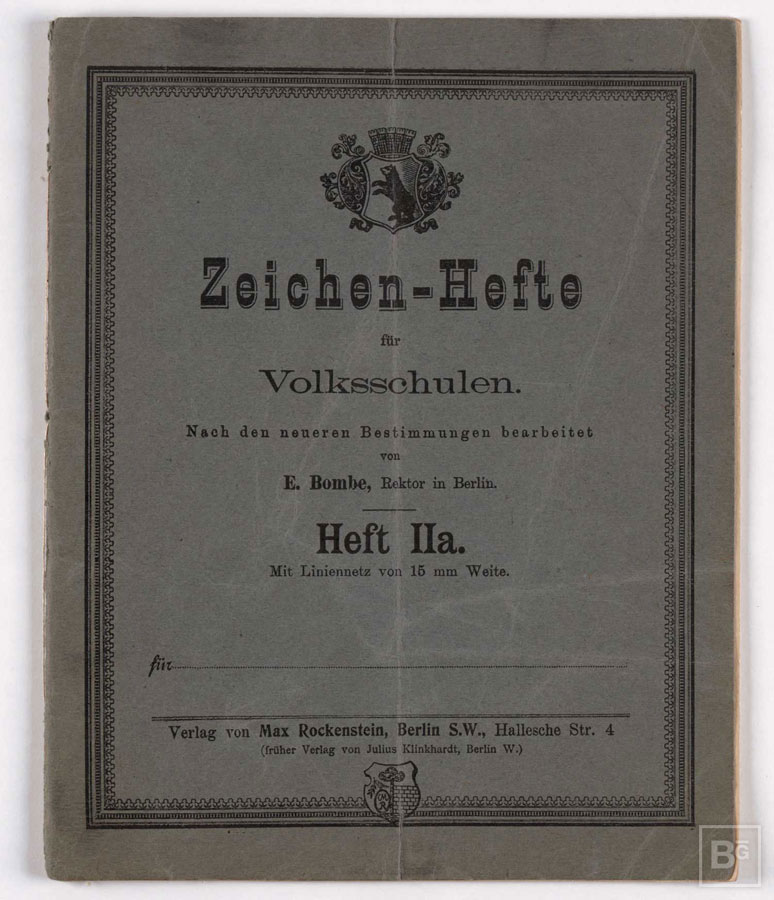 Zeichen-Hefte
für
Volksschulen.
Nach den neueren Bestimmungen bearbeitet
von
E. Bombe, Rektor in Berlin.
Heft IIa.
Mit Liniennetz von 15 mm Weite.
für
Verlag von Max Rockenstein, Berlin S.W., Hallesche Str. 4
(früher Verlag von Julius Klinkhardt, Berlin W.)
BG